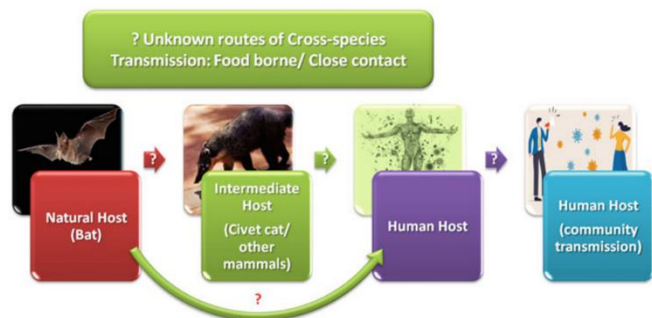 ? Unknown routes of Cross-species
Transmission: Food borne/ Close contact
?
?
?
Natural Host
(Bat)
Intermediate
Host
(Civet cat/
other
mammals)
Human Host
Human Host
(community
transmission)
?